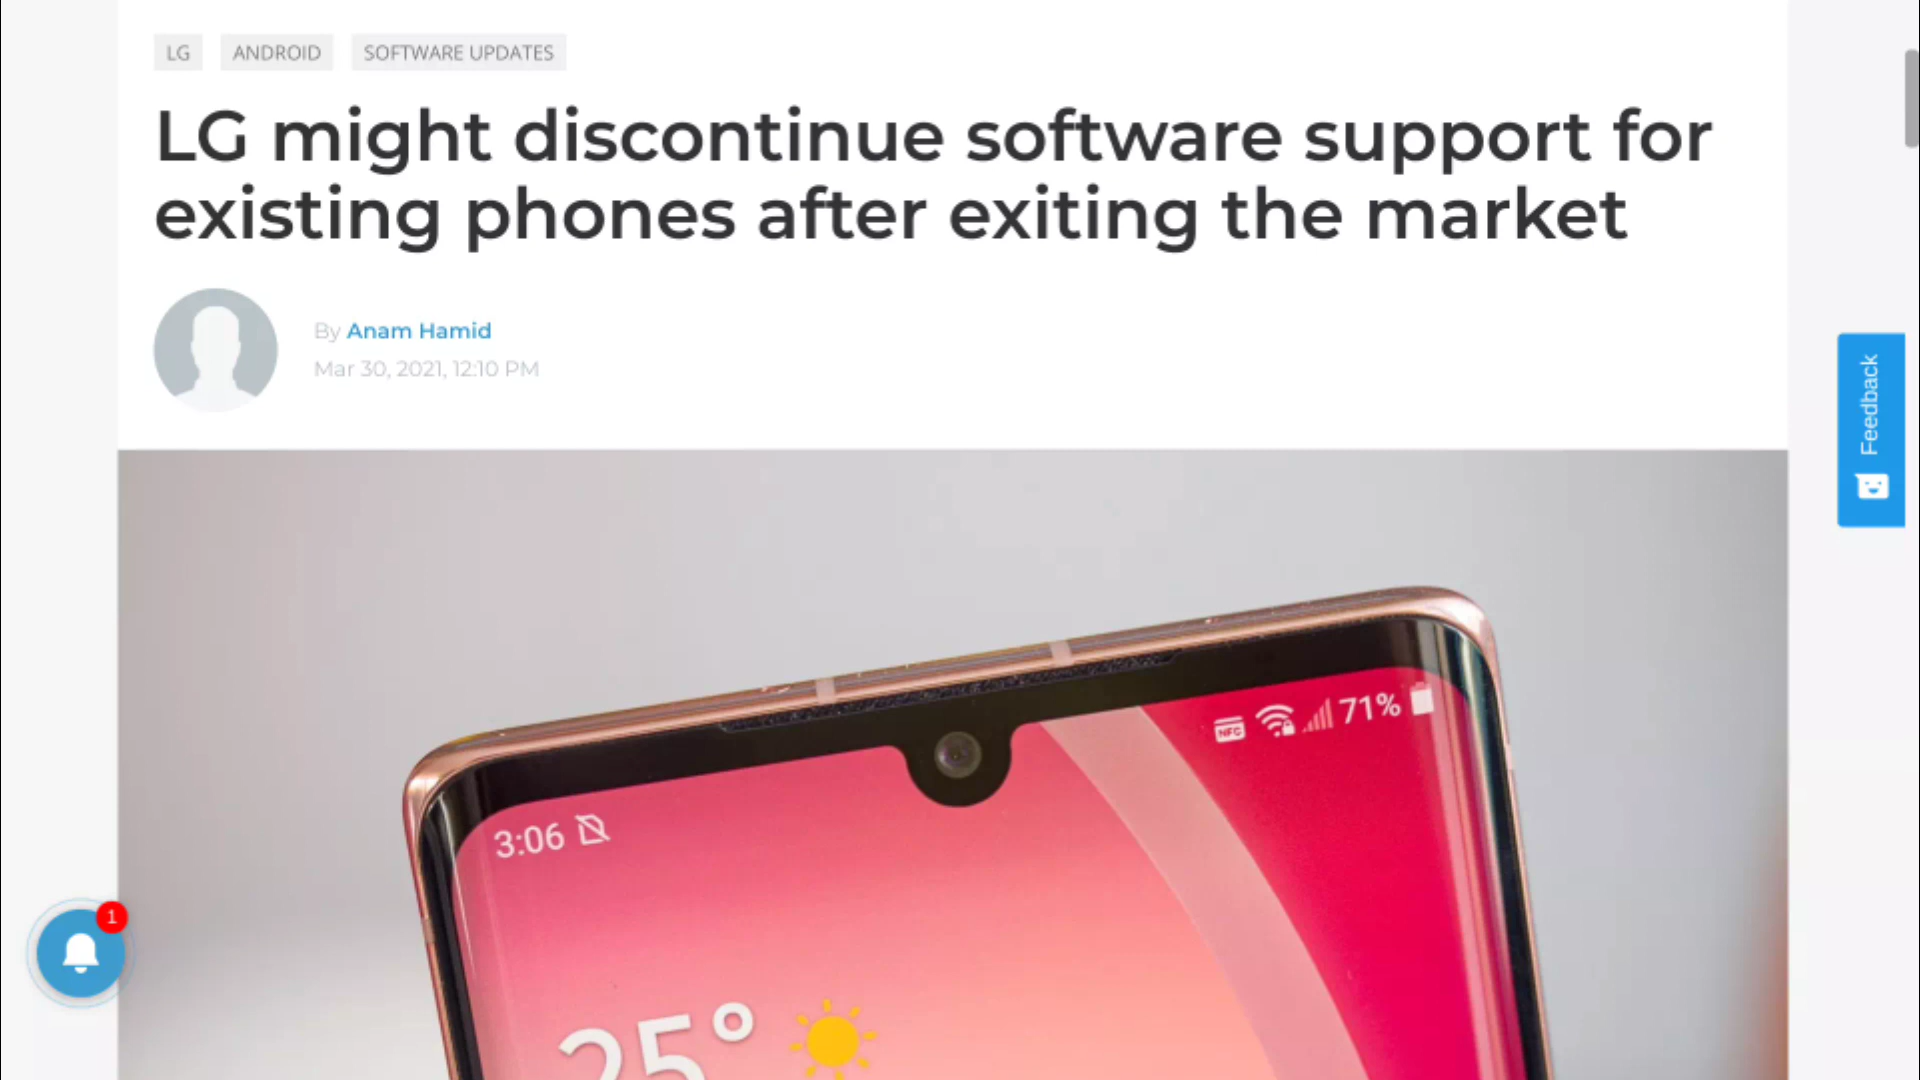 LG ANDROID SOFTWARE UPDATES
LG might discontinue software support for
existing phones after exiting the market
By Anam Hamid
Mar 30, 2021, 12:10 PM
Feedback
NFC 71%
3:06
1
25°